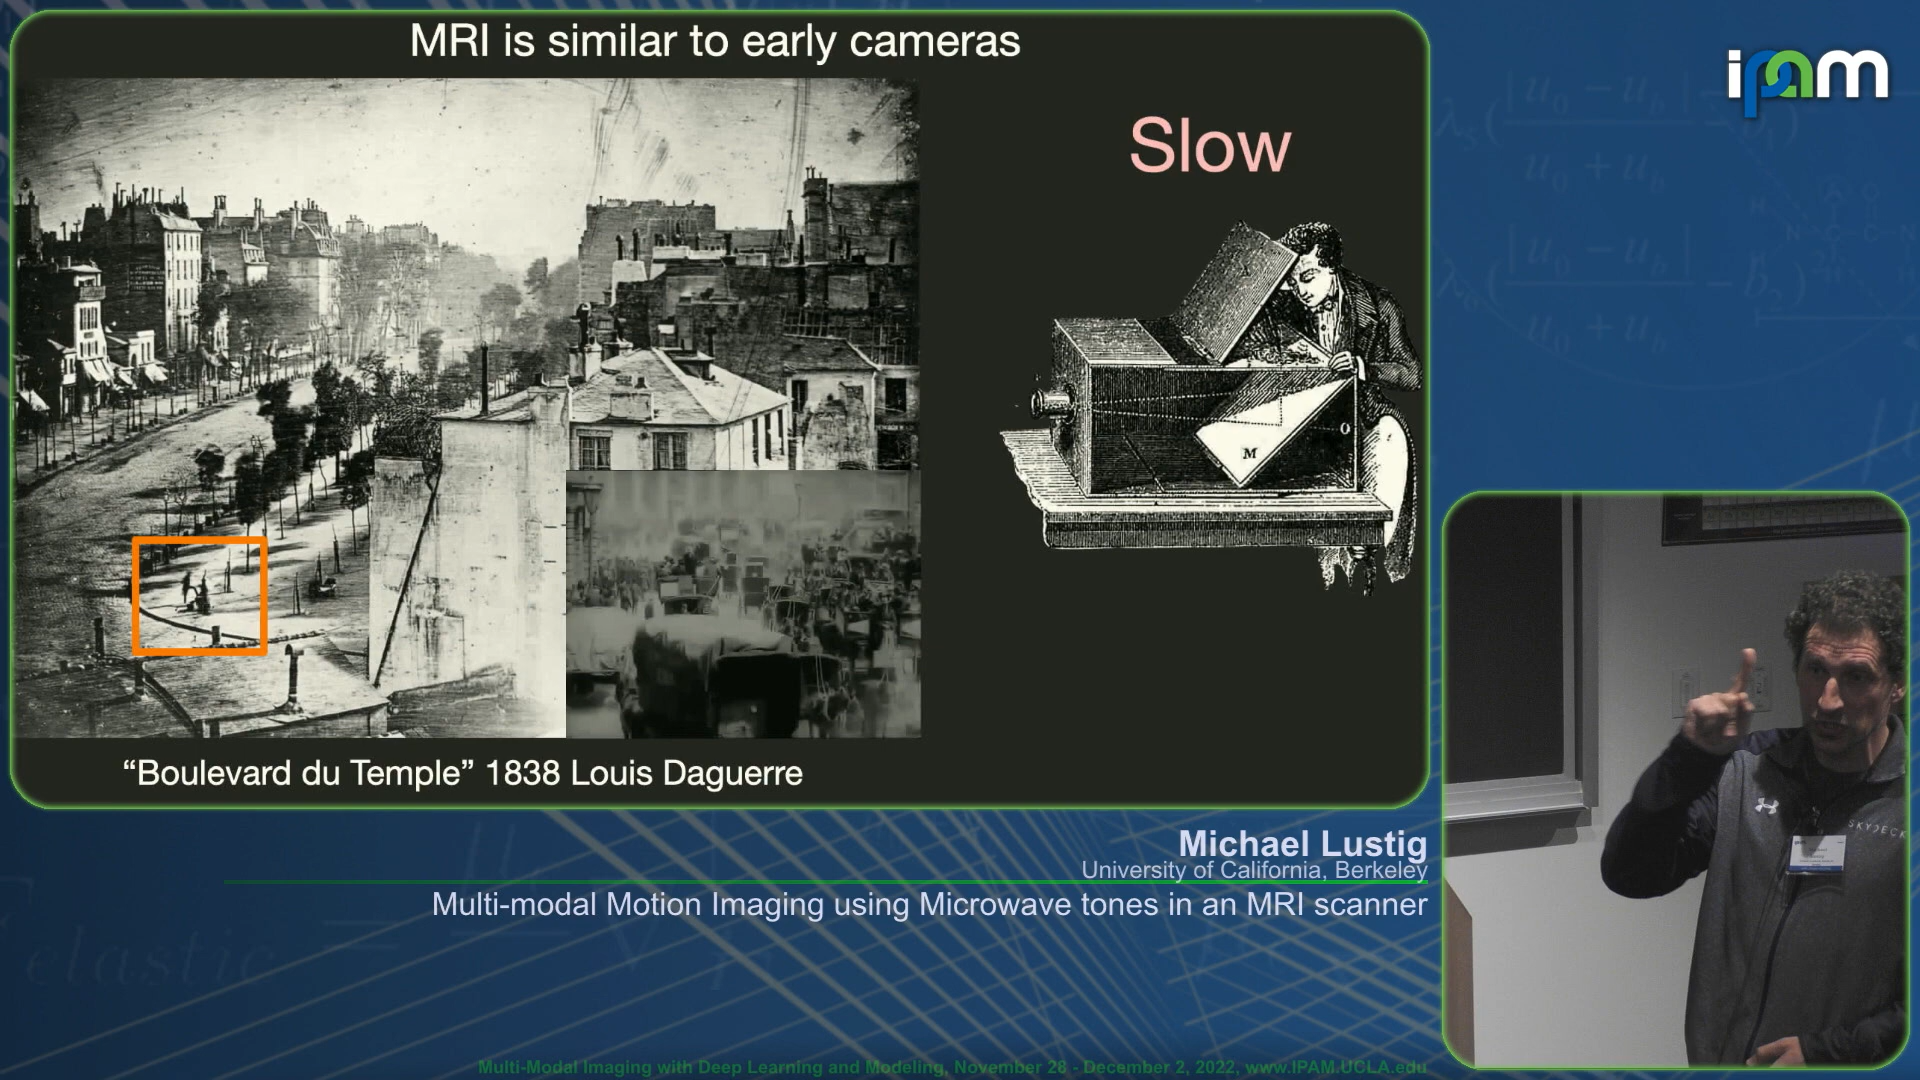 MRI is similar to early cameras
ipam
Slow
M
O
“Boulevard du Temple” 1838 Louis Daguerre
SKYDECK
Michael Lustig
University of California, Berkeley
Multi-modal Motion Imaging using Microwave tones in an MRI scanner
elastic
Multi-Modal Imaging with Deep Learning and Modeling, November 28 - December 2, 2022, www.IPAM.UCLA.edu